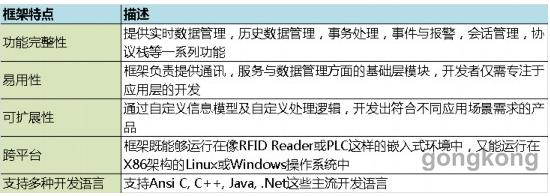 框架特点 描述
功能完整性 提供实时数据管理，历史数据管理，事务处理，事件与报警，会话管理，协
议栈等一系列功能
易用性 框架负责提供通讯，服务与数据管理方面的基础层模块，开发者仅需专注于
应用层的开发
可扩展性 通过自定义信息模型及自定义处理逻辑，开发出符合不同应用场景需求的产
品
跨平台 框架既能够运行在像RFID Reader或PLC这样的嵌入式环境中，又能运行在
X86架构的Linux或Windows操作系统中
gongkong
支持多种开发语言 支持Ansi C, C++, Java, .Net这些主流开发语言